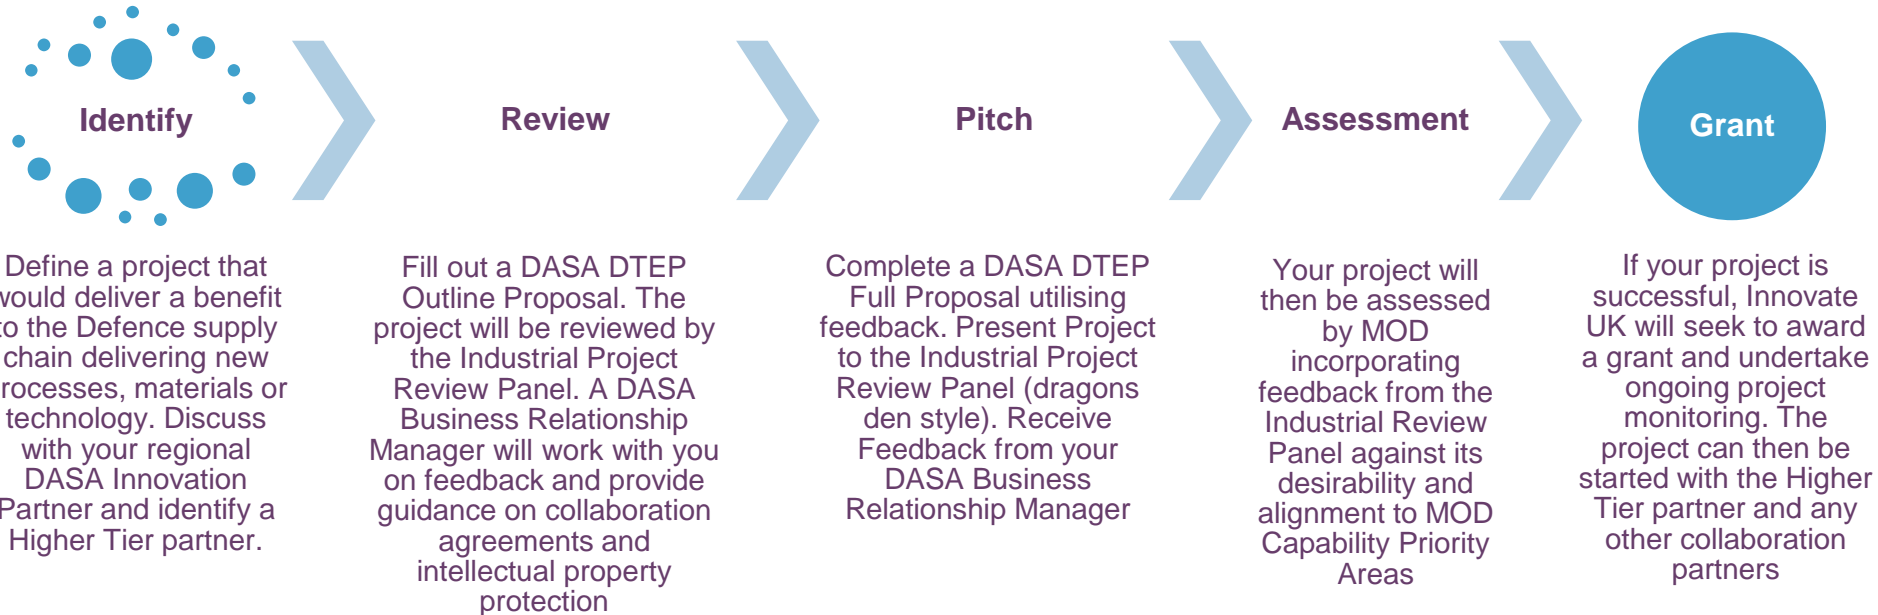 Identify
Define a project that
would deliver a benefit
to the Defence supply
chain delivering new
processes, materials or
technology. Discuss
with your regional
DASA Innovation
Partner and identify a
Higher Tier partner.
Review
Fill out a DASA DTEP
Outline Proposal. The
project will be reviewed by
the Industrial Project
Review Panel. A DASA
Business Relationship
Manager will work with you
on feedback and provide
guidance on collaboration
agreements and
intellectual property
protection
Pitch
Complete a DASA DTEP
Full Proposal utilising
feedback. Present Project
to the Industrial Project
Review Panel (dragons
den style). Receive
Feedback from your
DASA Business
Relationship Manager
Assessment
Your project will
then be assessed
by MOD
incorporating
feedback from the
Industrial Review
Panel against its
desirability and
alignment to MOD
Capability Priority
Areas
Grant
If your project is
successful, Innovate
UK will seek to award
a grant and undertake
ongoing project
monitoring. The
project can then be
started with the Higher
Tier partner and any
other collaboration
partners